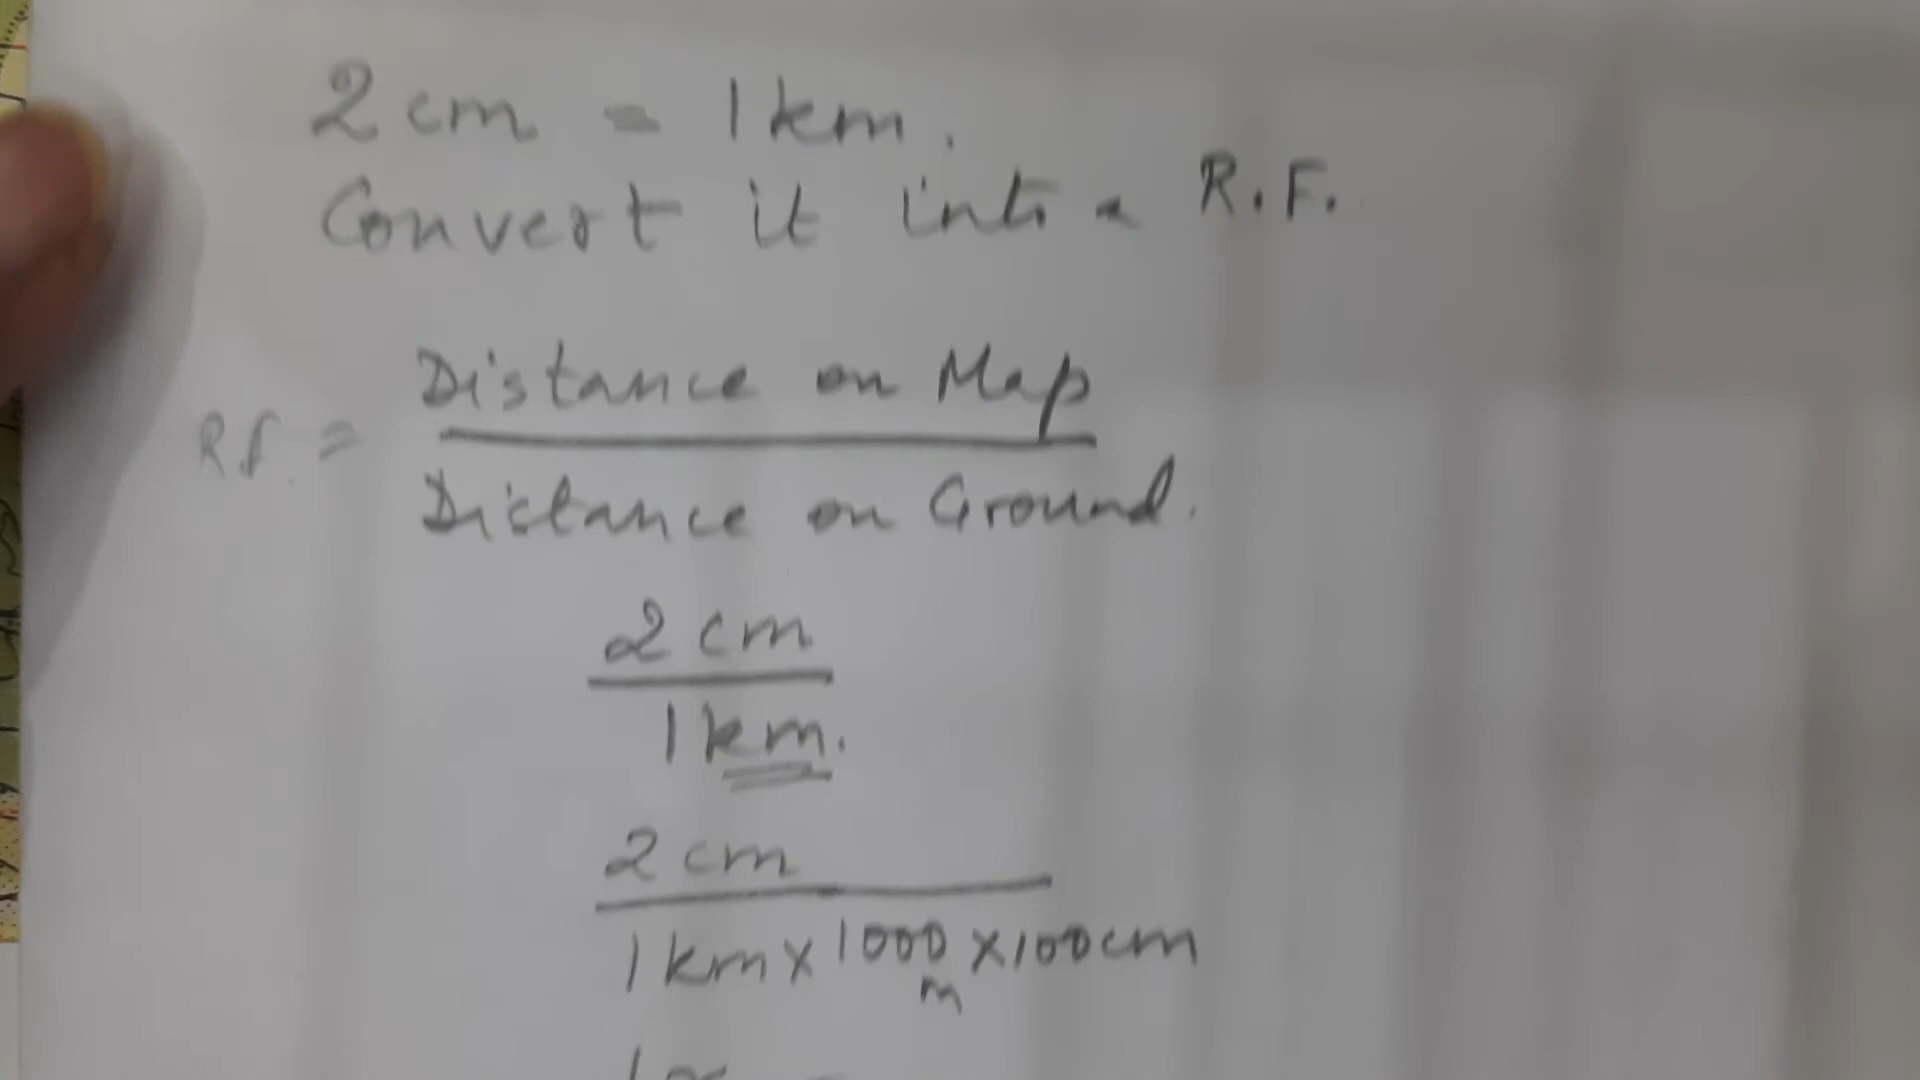 2 cm = 1 km.
Convert it into a R.F.
R.F. =
Distance on Map
Distance on Ground.
2 cm
1 km.
2 cm
1 km x 1000 m x 100 cm